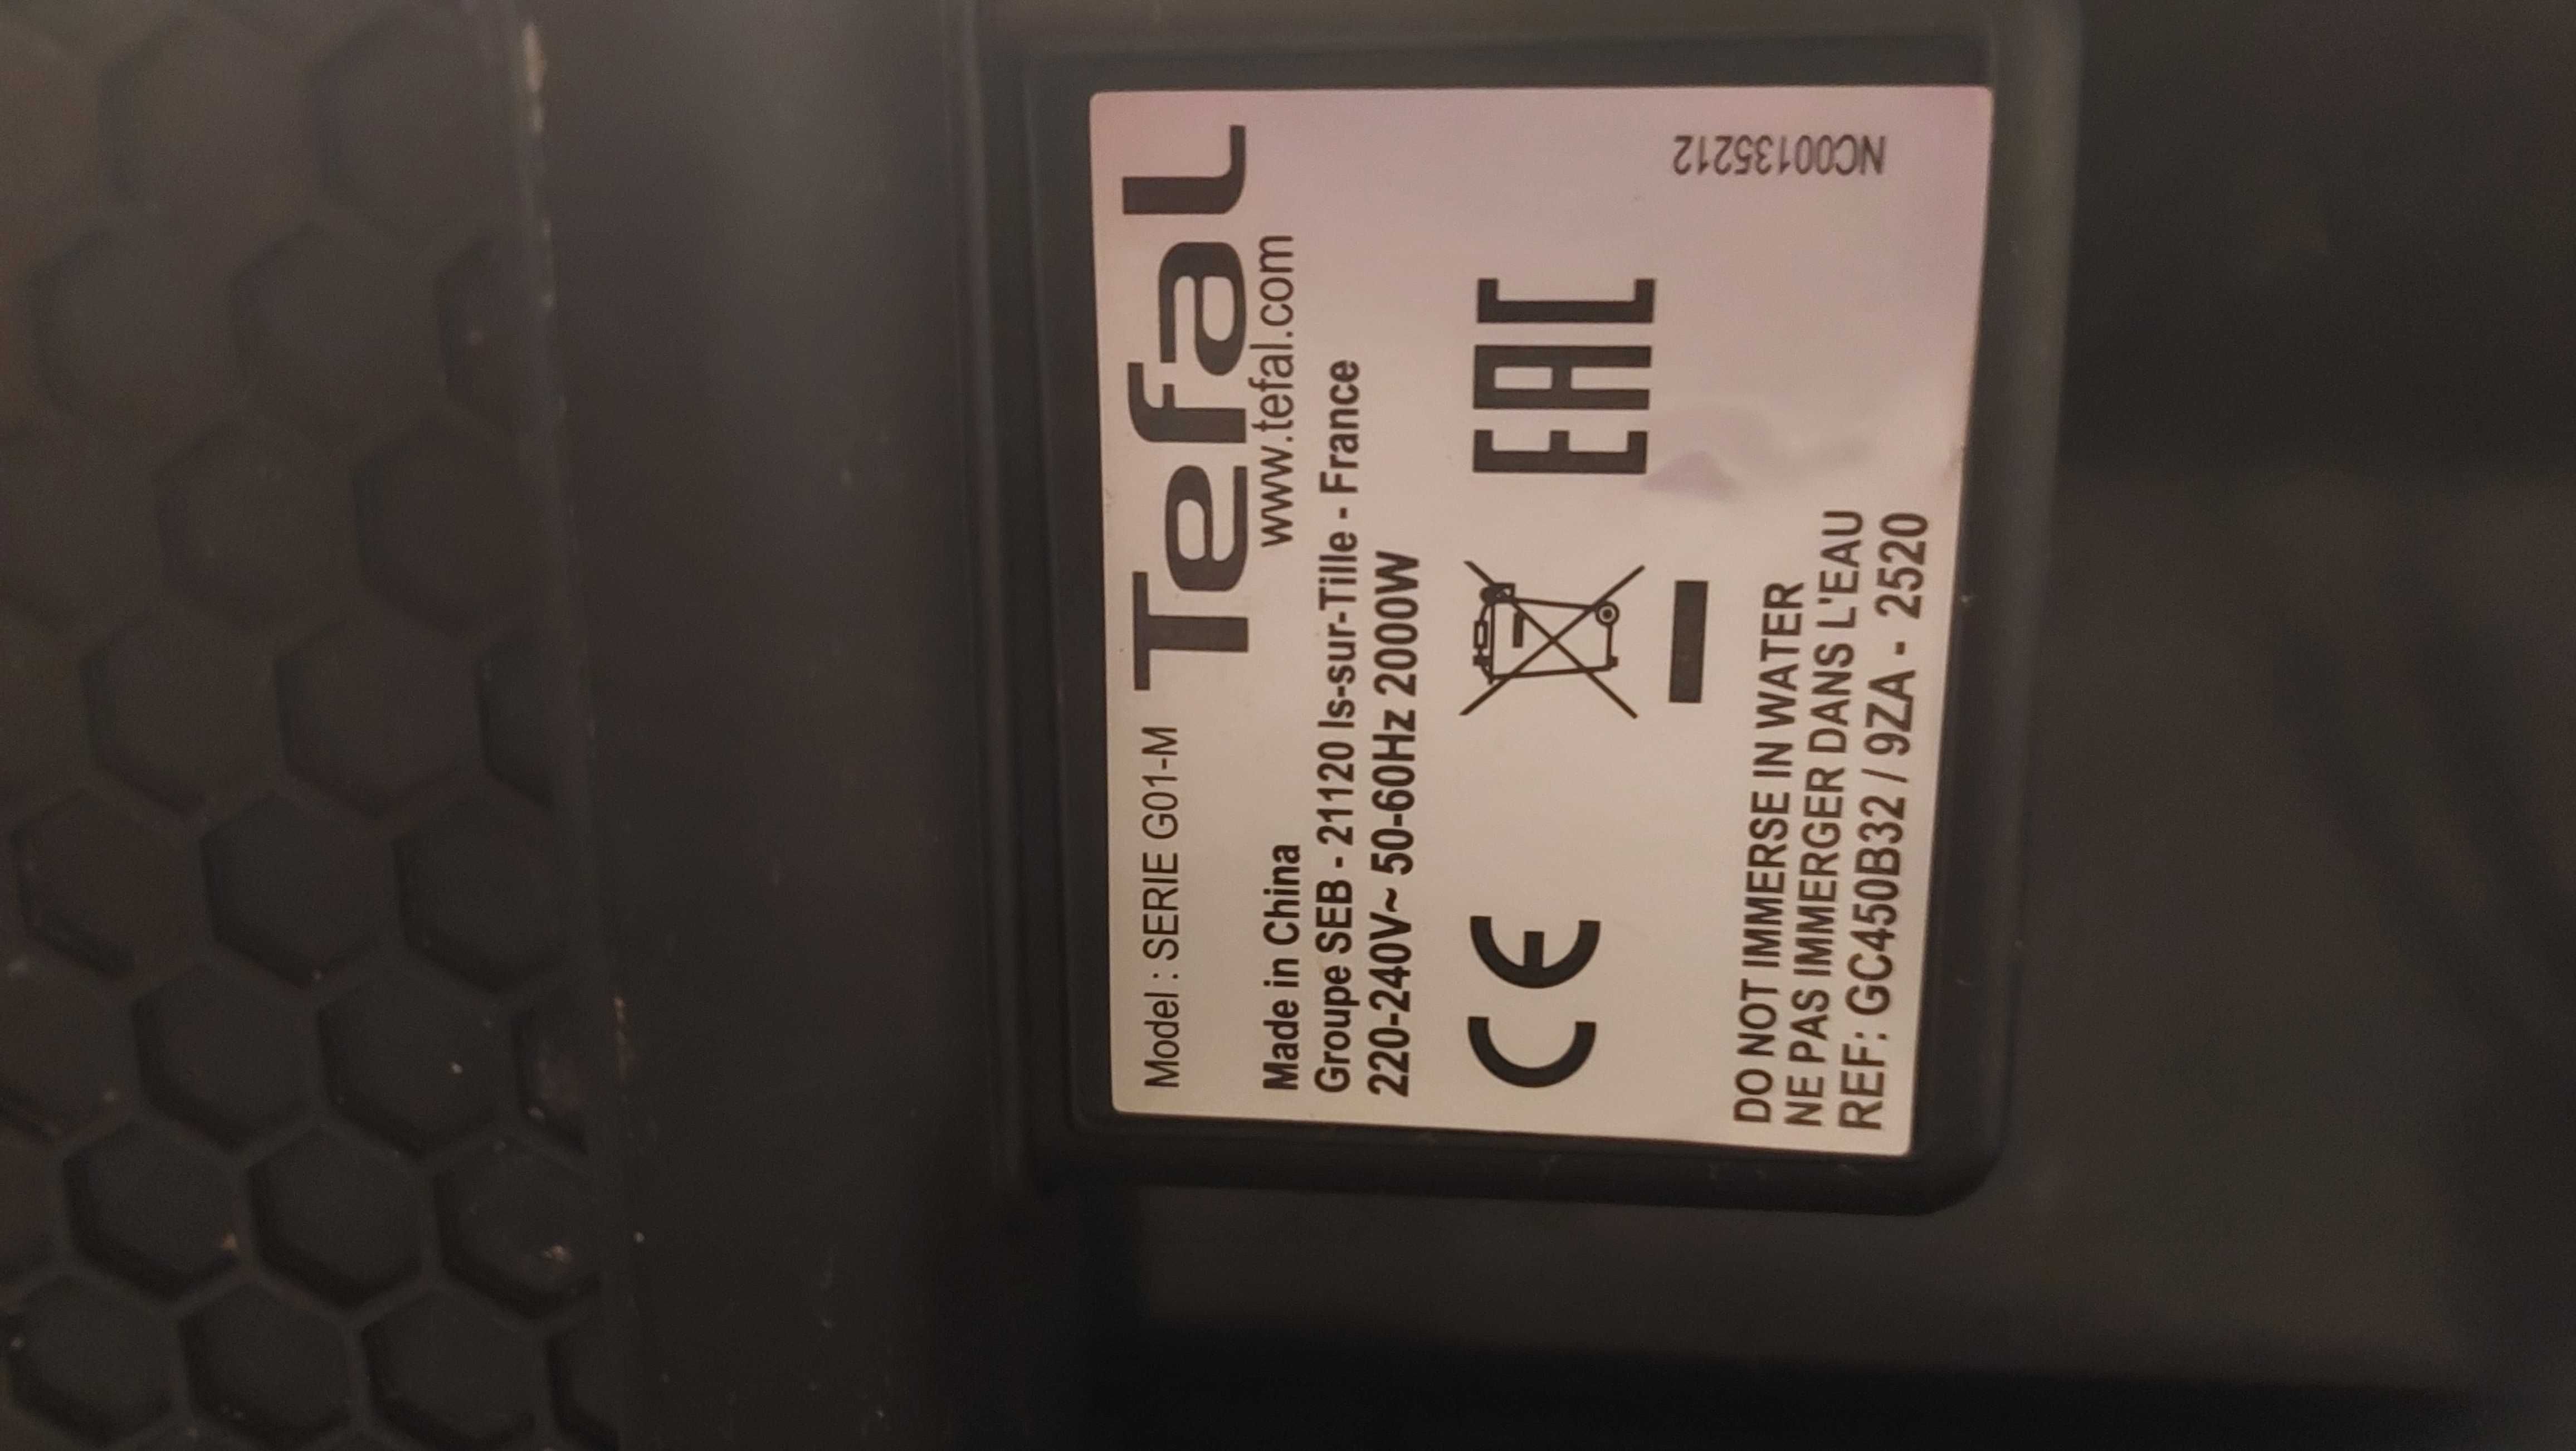 Model : SERIE G01-M Tefal
www.tefal.com
Made in China
Groupe SEB - 21120 Is-sur-Tille - France
220-240V~ 50-60Hz 2000W
CE EAC
DO NOT IMMERSE IN WATER
NE PAS IMMERGER DANS L'EAU
REF: GC450B32 / 9ZA - 2520
NC00135212